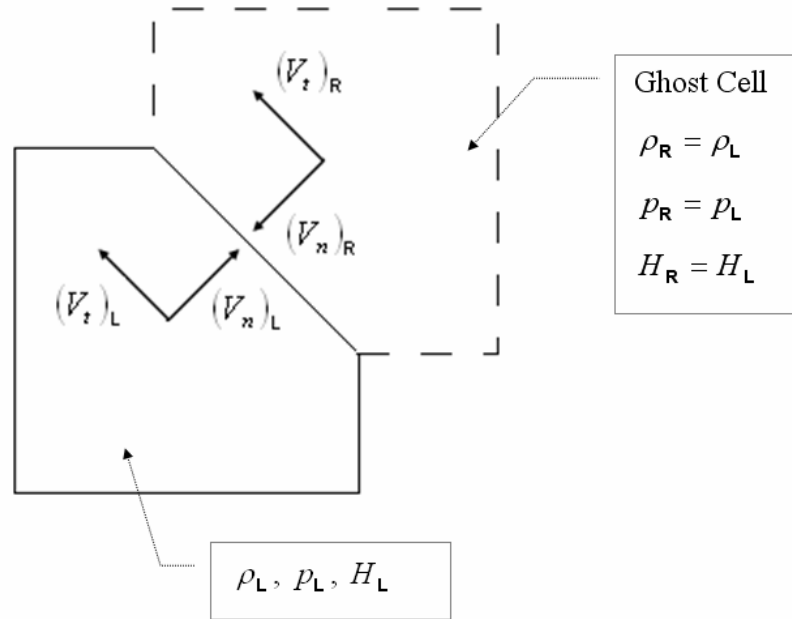 (V_t)_R
Ghost Cell
ρ_R = ρ_L
p_R = p_L
H_R = H_L
(V_n)_R
(V_t)_L
(V_n)_L
ρ_L , p_L , H_L